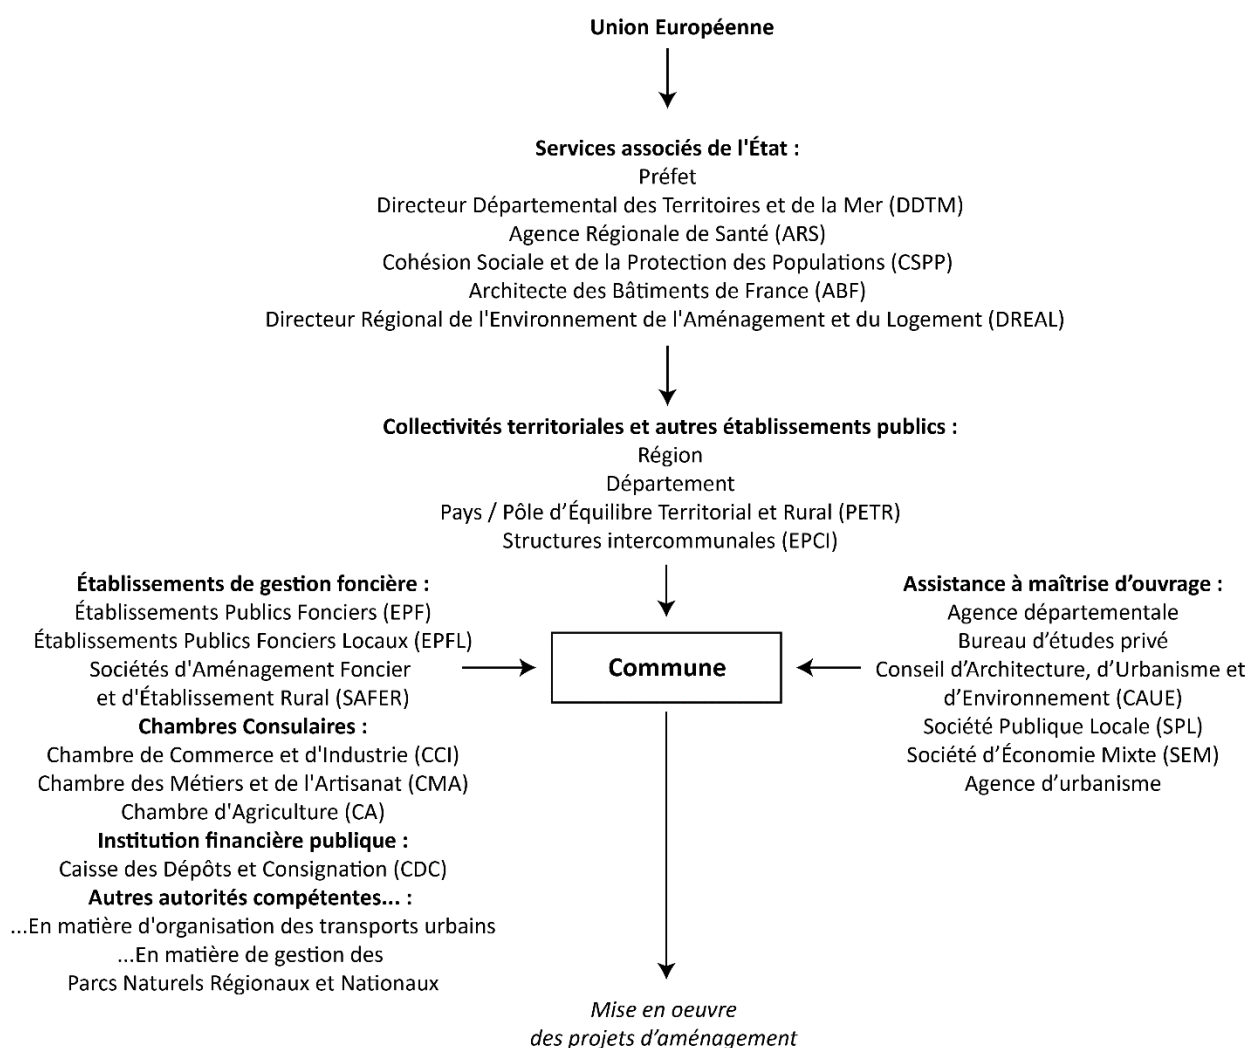 Union Européenne
Services associés de l'État :
Préfet
Directeur Départemental des Territoires et de la Mer (DDTM)
Agence Régionale de Santé (ARS)
Cohésion Sociale et de la Protection des Populations (CSPP)
Architecte des Bâtiments de France (ABF)
Directeur Régional de l'Environnement de l'Aménagement et du Logement (DREAL)
Collectivités territoriales et autres établissements publics :
Région
Département
Pays / Pôle d’Équilibre Territorial et Rural (PETR)
Structures intercommunales (EPCI)
Établissements de gestion foncière :
Établissements Publics Fonciers (EPF)
Établissements Publics Fonciers Locaux (EPFL)
Sociétés d'Aménagement Foncier
et d'Établissement Rural (SAFER)
Chambres Consulaires :
Chambre de Commerce et d'Industrie (CCI)
Chambre des Métiers et de l'Artisanat (CMA)
Chambre d'Agriculture (CA)
Institution financière publique :
Caisse des Dépôts et Consignation (CDC)
Autres autorités compétentes... :
...En matière d'organisation des transports urbains
...En matière de gestion des
Parcs Naturels Régionaux et Nationaux
Commune
Assistance à maîtrise d’ouvrage :
Agence départementale
Bureau d’études privé
Conseil d’Architecture, d’Urbanisme et
d’Environnement (CAUE)
Société Publique Locale (SPL)
Société d’Économie Mixte (SEM)
Agence d’urbanisme
Mise en oeuvre
des projets d’aménagement